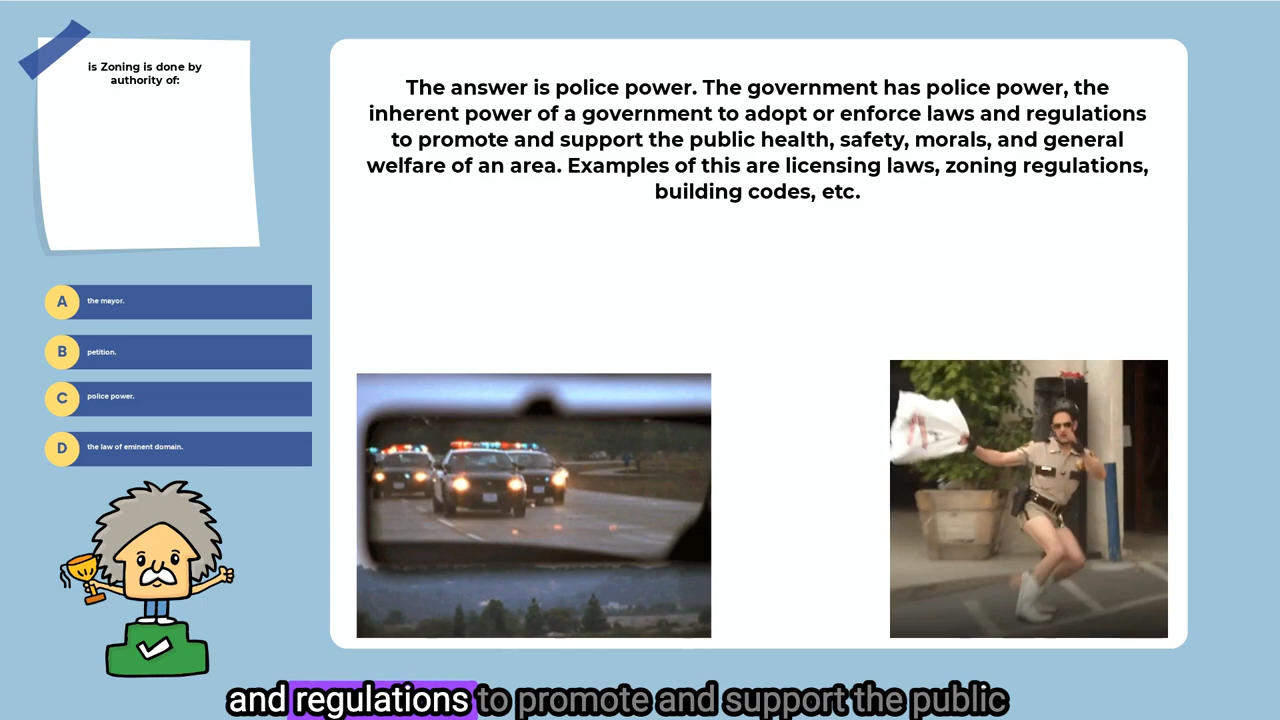 is Zoning is done by
authority of:
The answer is police power. The government has police power, the
inherent power of a government to adopt or enforce laws and regulations
to promote and support the public health, safety, morals, and general
welfare of an area. Examples of this are licensing laws, zoning regulations,
building codes, etc.
A the mayor.
B petition.
C police power.
D the law of eminent domain.
and regulations to promote and support the public